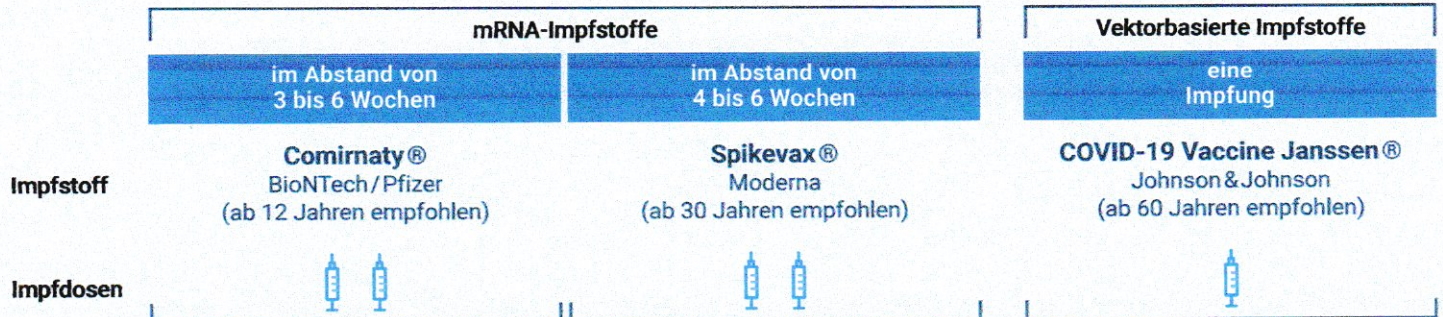 mRNA-Impfstoffe
Vektorbasierte Impfstoffe
im Abstand von
3 bis 6 Wochen
im Abstand von
4 bis 6 Wochen
eine
Impfung
Impfstoff
Comirnaty®
BioNTech/Pfizer
(ab 12 Jahren empfohlen)
Spikevax®
Moderna
(ab 30 Jahren empfohlen)
COVID-19 Vaccine Janssen®
Johnson&Johnson
(ab 60 Jahren empfohlen)
Impfdosen